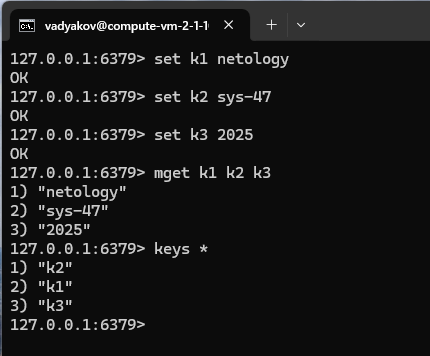 vadyakov@compute-vm-2-1-1
127.0.0.1:6379> set k1 netology
OK
127.0.0.1:6379> set k2 sys-47
OK
127.0.0.1:6379> set k3 2025
OK
127.0.0.1:6379> mget k1 k2 k3
1) "netology"
2) "sys-47"
3) "2025"
127.0.0.1:6379> keys *
1) "k2"
2) "k1"
3) "k3"
127.0.0.1:6379>